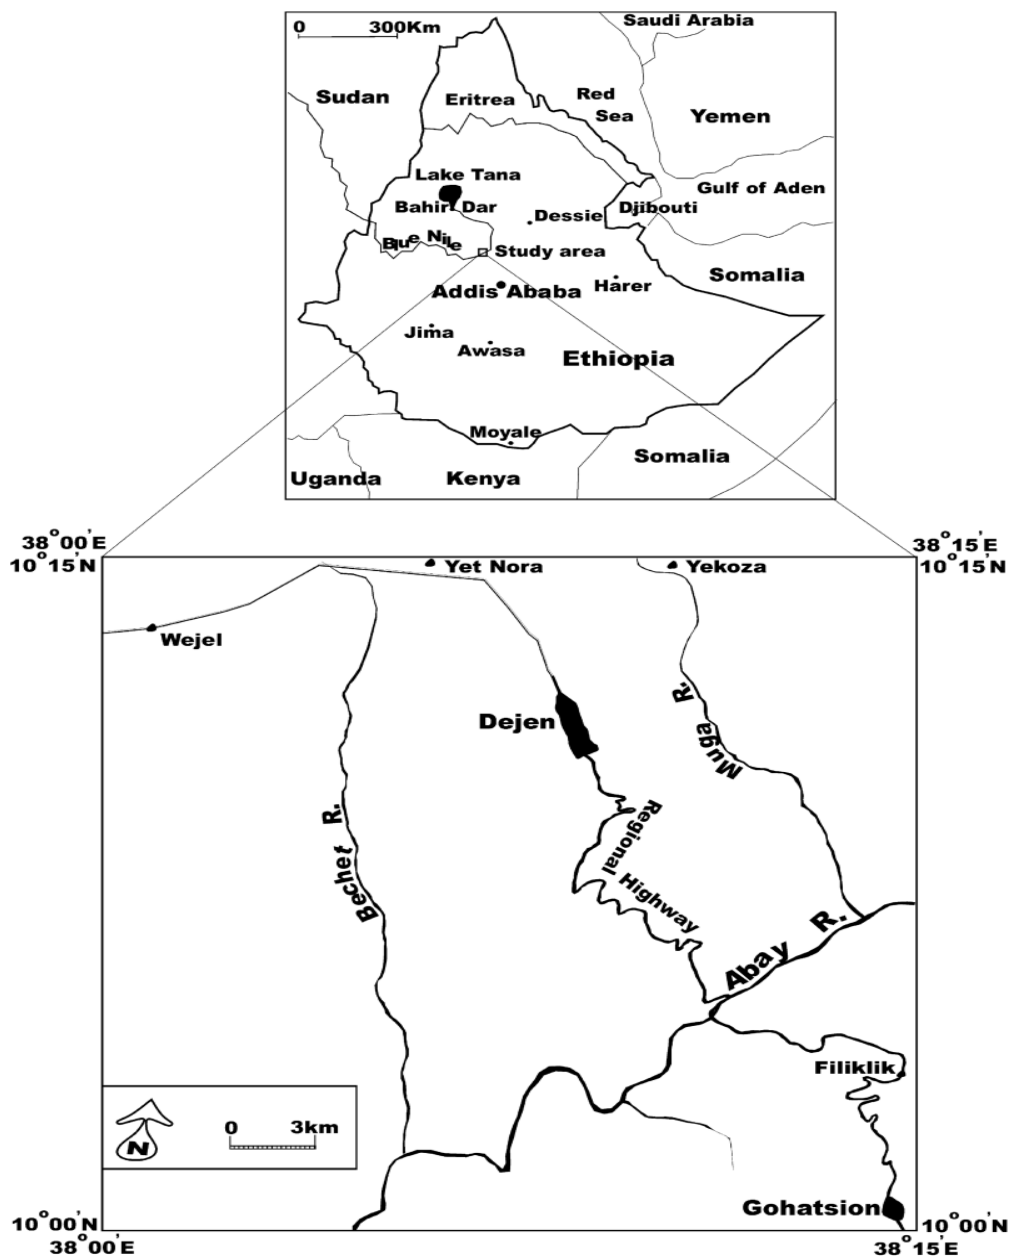 0 300Km
Saudi Arabia
Sudan
Eritrea
Red
Sea
Yemen
Lake Tana
Gulf of Aden
Bahir Dar
Dessie
Djibouti
Blue Nile
Study area
Somalia
Addis Ababa
Harer
Jima
Awasa
Ethiopia
Moyale
Somalia
Uganda
Kenya
38°00'E
38°15'E
10°15'N
10°15'N
Yet Nora
Yekoza
Wejel
Muga R.
Dejen
Regional
Highway
Bechet R.
Abay R.
Filiklik
0 3km
N
Gohatsion
10°00'N
10°00'N
38°00'E
38°15'E